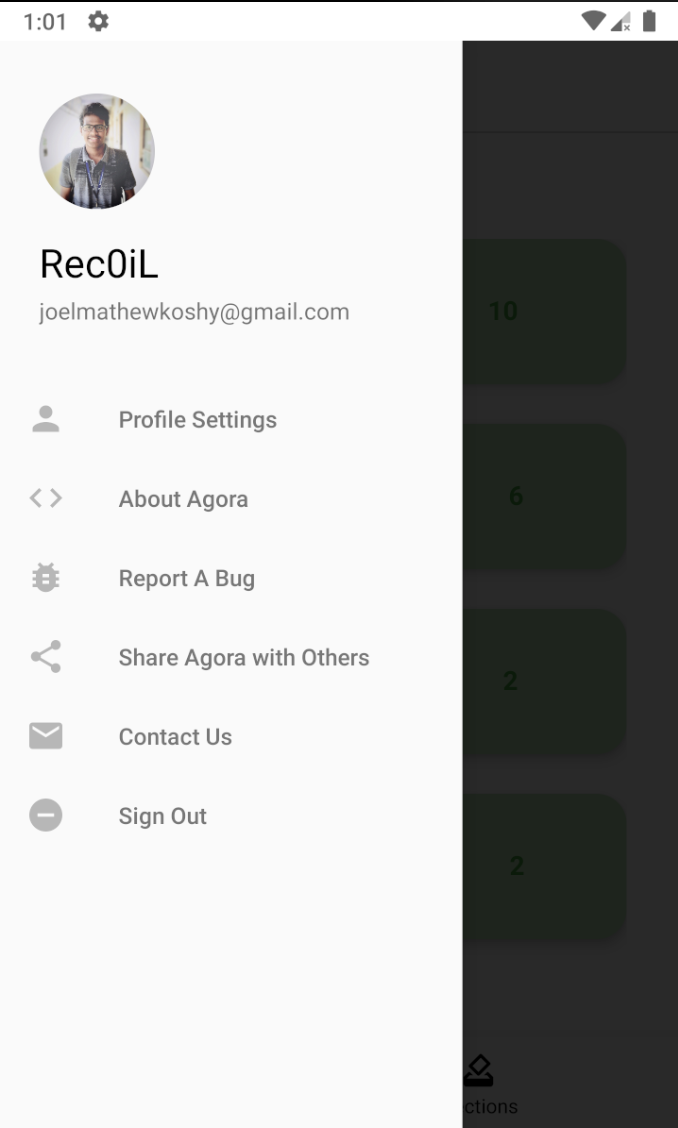 1:01
Rec0iL
joelmathewkoshy@gmail.com
Profile Settings
About Agora
Report A Bug
Share Agora with Others
Contact Us
Sign Out
10
6
2
2
ctions